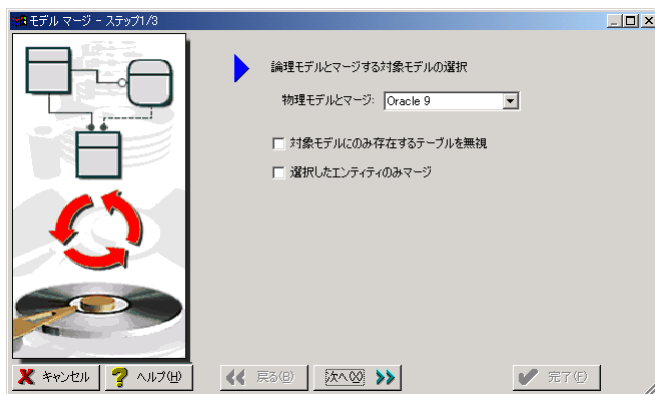 モデル マージ - ステップ1/3
論理モデルとマージする対象モデルの選択
物理モデルとマージ: Oracle 9
対象モデルにのみ存在するテーブルを無視
選択したエンティティのみマージ
キャンセル ヘルプ(H) 戻る(B) 次へ(X) 完了(F)